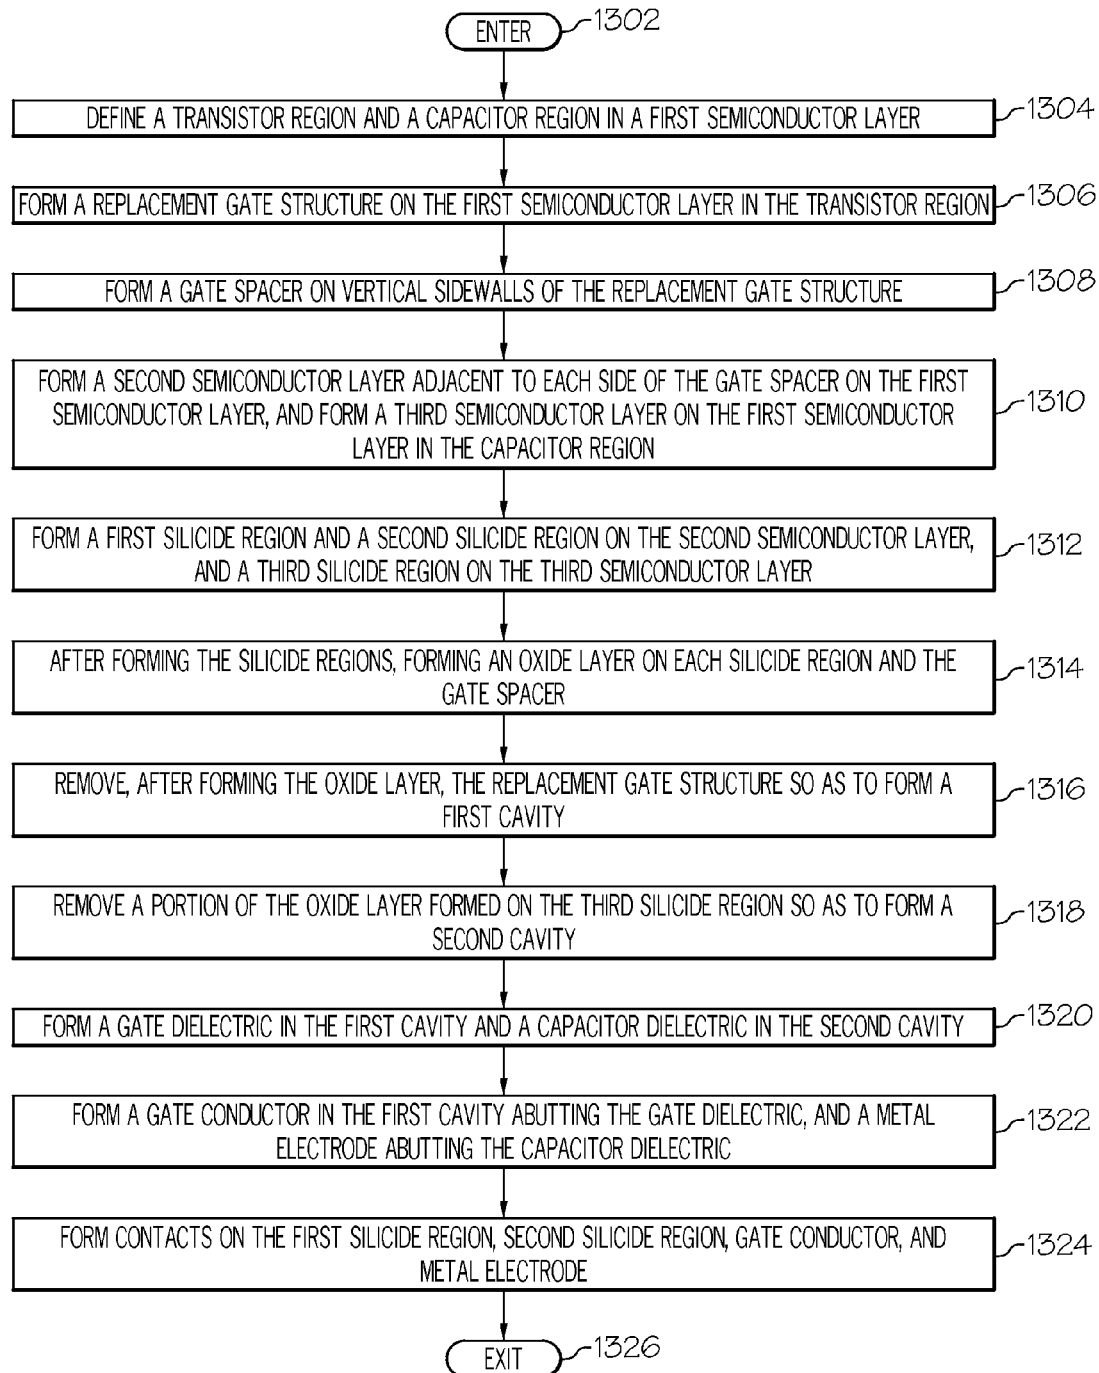 ENTER
1302
DEFINE A TRANSISTOR REGION AND A CAPACITOR REGION IN A FIRST SEMICONDUCTOR LAYER
1304
FORM A REPLACEMENT GATE STRUCTURE ON THE FIRST SEMICONDUCTOR LAYER IN THE TRANSISTOR REGION
1306
FORM A GATE SPACER ON VERTICAL SIDEWALLS OF THE REPLACEMENT GATE STRUCTURE
1308
FORM A SECOND SEMICONDUCTOR LAYER ADJACENT TO EACH SIDE OF THE GATE SPACER ON THE FIRST
SEMICONDUCTOR LAYER, AND FORM A THIRD SEMICONDUCTOR LAYER ON THE FIRST SEMICONDUCTOR
LAYER IN THE CAPACITOR REGION
1310
FORM A FIRST SILICIDE REGION AND A SECOND SILICIDE REGION ON THE SECOND SEMICONDUCTOR LAYER,
AND A THIRD SILICIDE REGION ON THE THIRD SEMICONDUCTOR LAYER
1312
AFTER FORMING THE SILICIDE REGIONS, FORMING AN OXIDE LAYER ON EACH SILICIDE REGION AND THE
GATE SPACER
1314
REMOVE, AFTER FORMING THE OXIDE LAYER, THE REPLACEMENT GATE STRUCTURE SO AS TO FORM A
FIRST CAVITY
1316
REMOVE A PORTION OF THE OXIDE LAYER FORMED ON THE THIRD SILICIDE REGION SO AS TO FORM A
SECOND CAVITY
1318
FORM A GATE DIELECTRIC IN THE FIRST CAVITY AND A CAPACITOR DIELECTRIC IN THE SECOND CAVITY
1320
FORM A GATE CONDUCTOR IN THE FIRST CAVITY ABUTTING THE GATE DIELECTRIC, AND A METAL
ELECTRODE ABUTTING THE CAPACITOR DIELECTRIC
1322
FORM CONTACTS ON THE FIRST SILICIDE REGION, SECOND SILICIDE REGION, GATE CONDUCTOR, AND
METAL ELECTRODE
1324
EXIT
1326